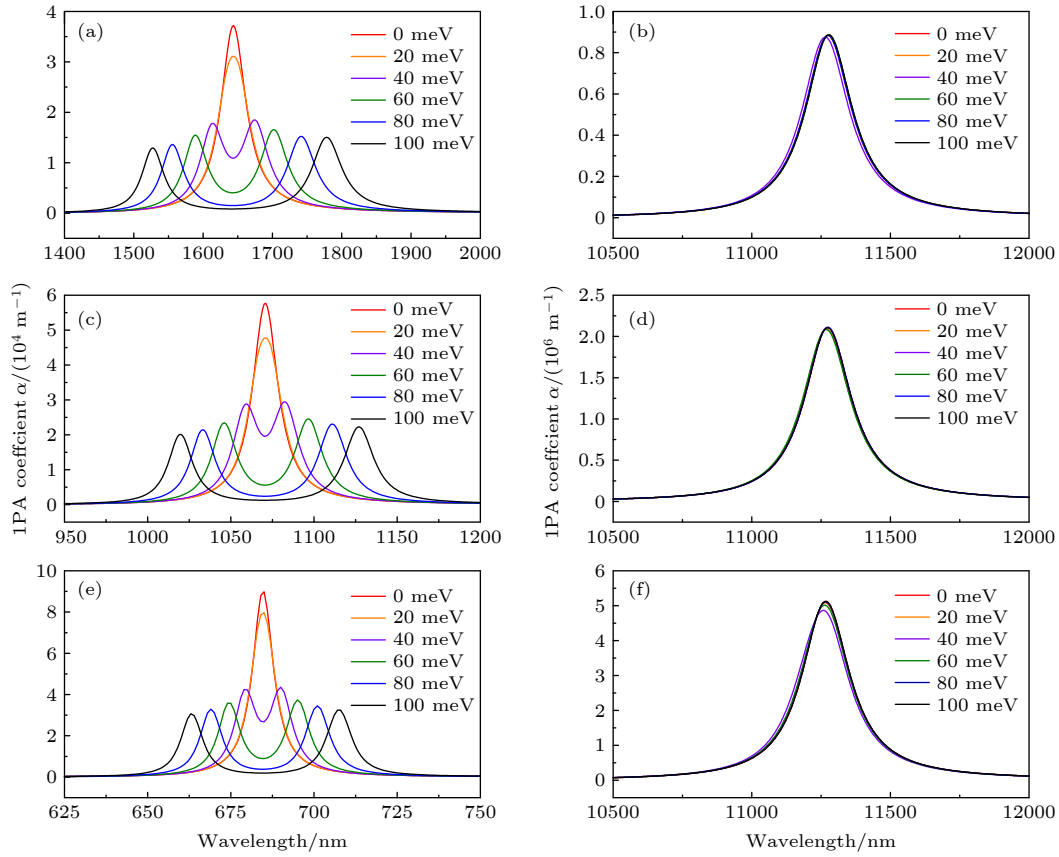 (a)
0 meV
20 meV
40 meV
60 meV
80 meV
100 meV
4
3
2
1
0
1400 1500 1600 1700 1800 1900 2000
(b)
0 meV
20 meV
40 meV
60 meV
80 meV
100 meV
1.0
0.8
0.6
0.4
0.2
0
10500 11000 11500 12000
1PA coeffcient α/(10⁴ m⁻¹)
(c)
0 meV
20 meV
40 meV
60 meV
80 meV
100 meV
6
5
4
3
2
1
0
950 1000 1050 1100 1150 1200
1PA coeffcient α/(10⁶ m⁻¹)
(d)
0 meV
20 meV
40 meV
60 meV
80 meV
100 meV
2.5
2.0
1.5
1.0
0.5
0
10500 11000 11500 12000
(e)
0 meV
20 meV
40 meV
60 meV
80 meV
100 meV
10
8
6
4
2
0
625 650 675 700 725 750
Wavelength/nm
(f)
0 meV
20 meV
40 meV
60 meV
80 meV
100 meV
6
5
4
3
2
1
0
10500 11000 11500 12000
Wavelength/nm